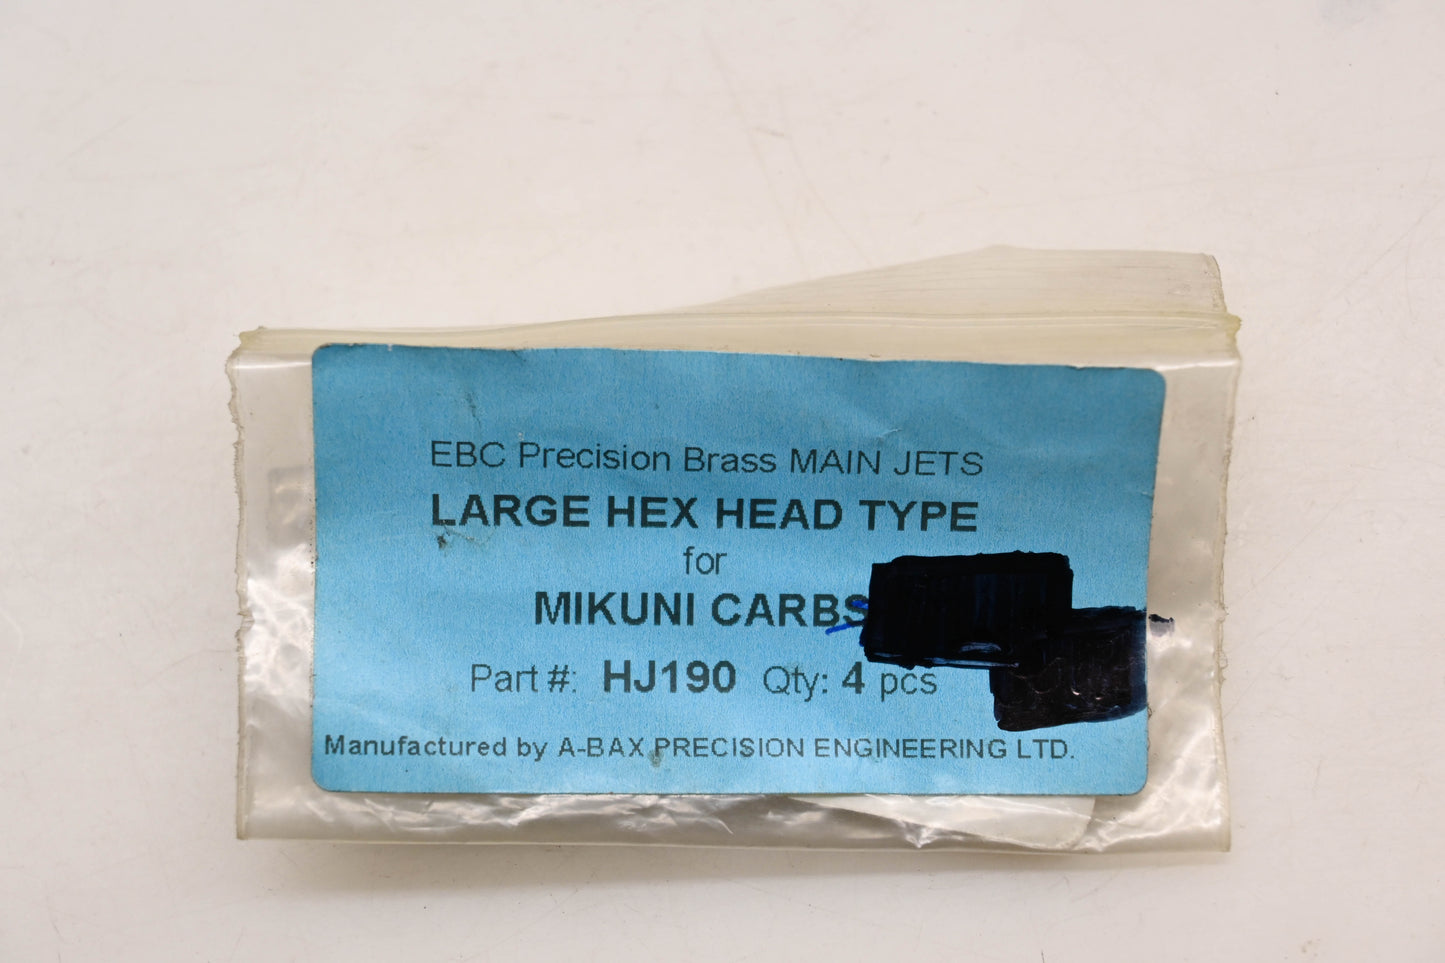 EBC Precision Brass MAIN JETS
LARGE HEX HEAD TYPE
for
MIKUNI CARBS
Part #: HJ190 Qty: 4 pcs
Manufactured by A-BAX PRECISION ENGINEERING LTD.